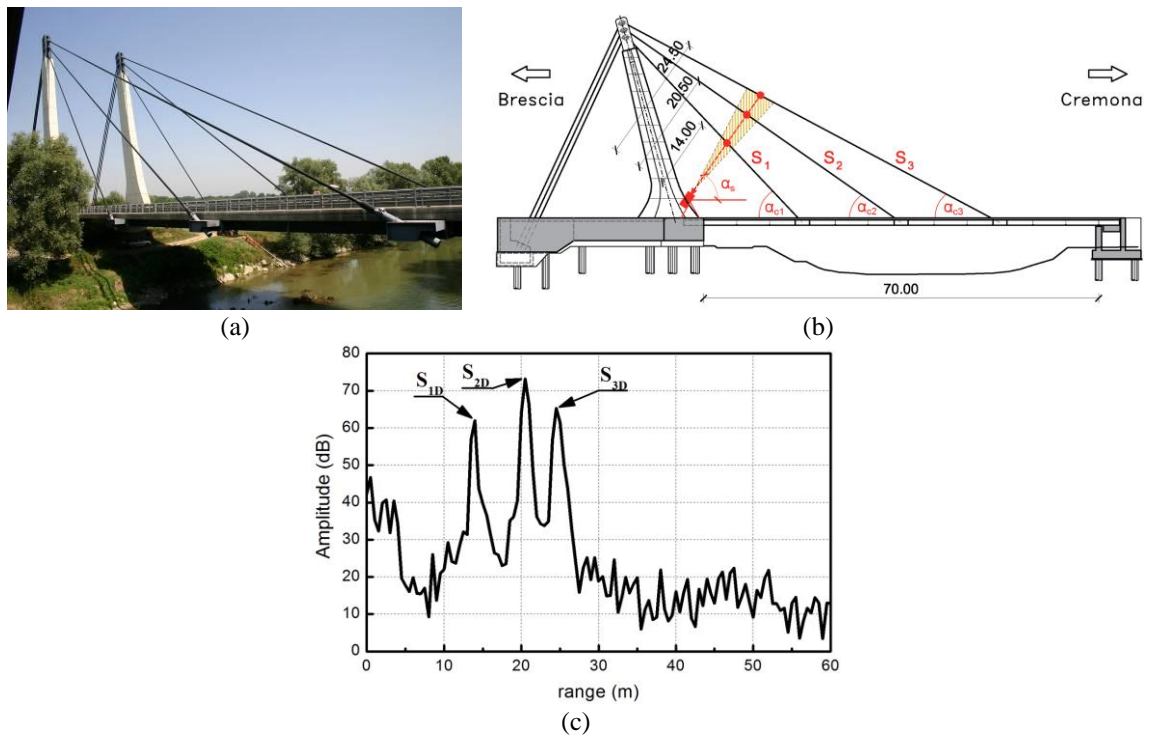 Brescia
Cremona
24.50
20.50
14.00
S1
S2
S3
αs
αc1
αc2
αc3
70.00
(a)
(b)
S1D
S2D
S3D
Amplitude (dB)
80
70
60
50
40
30
20
10
0
0 10 20 30 40 50 60
range (m)
(c)